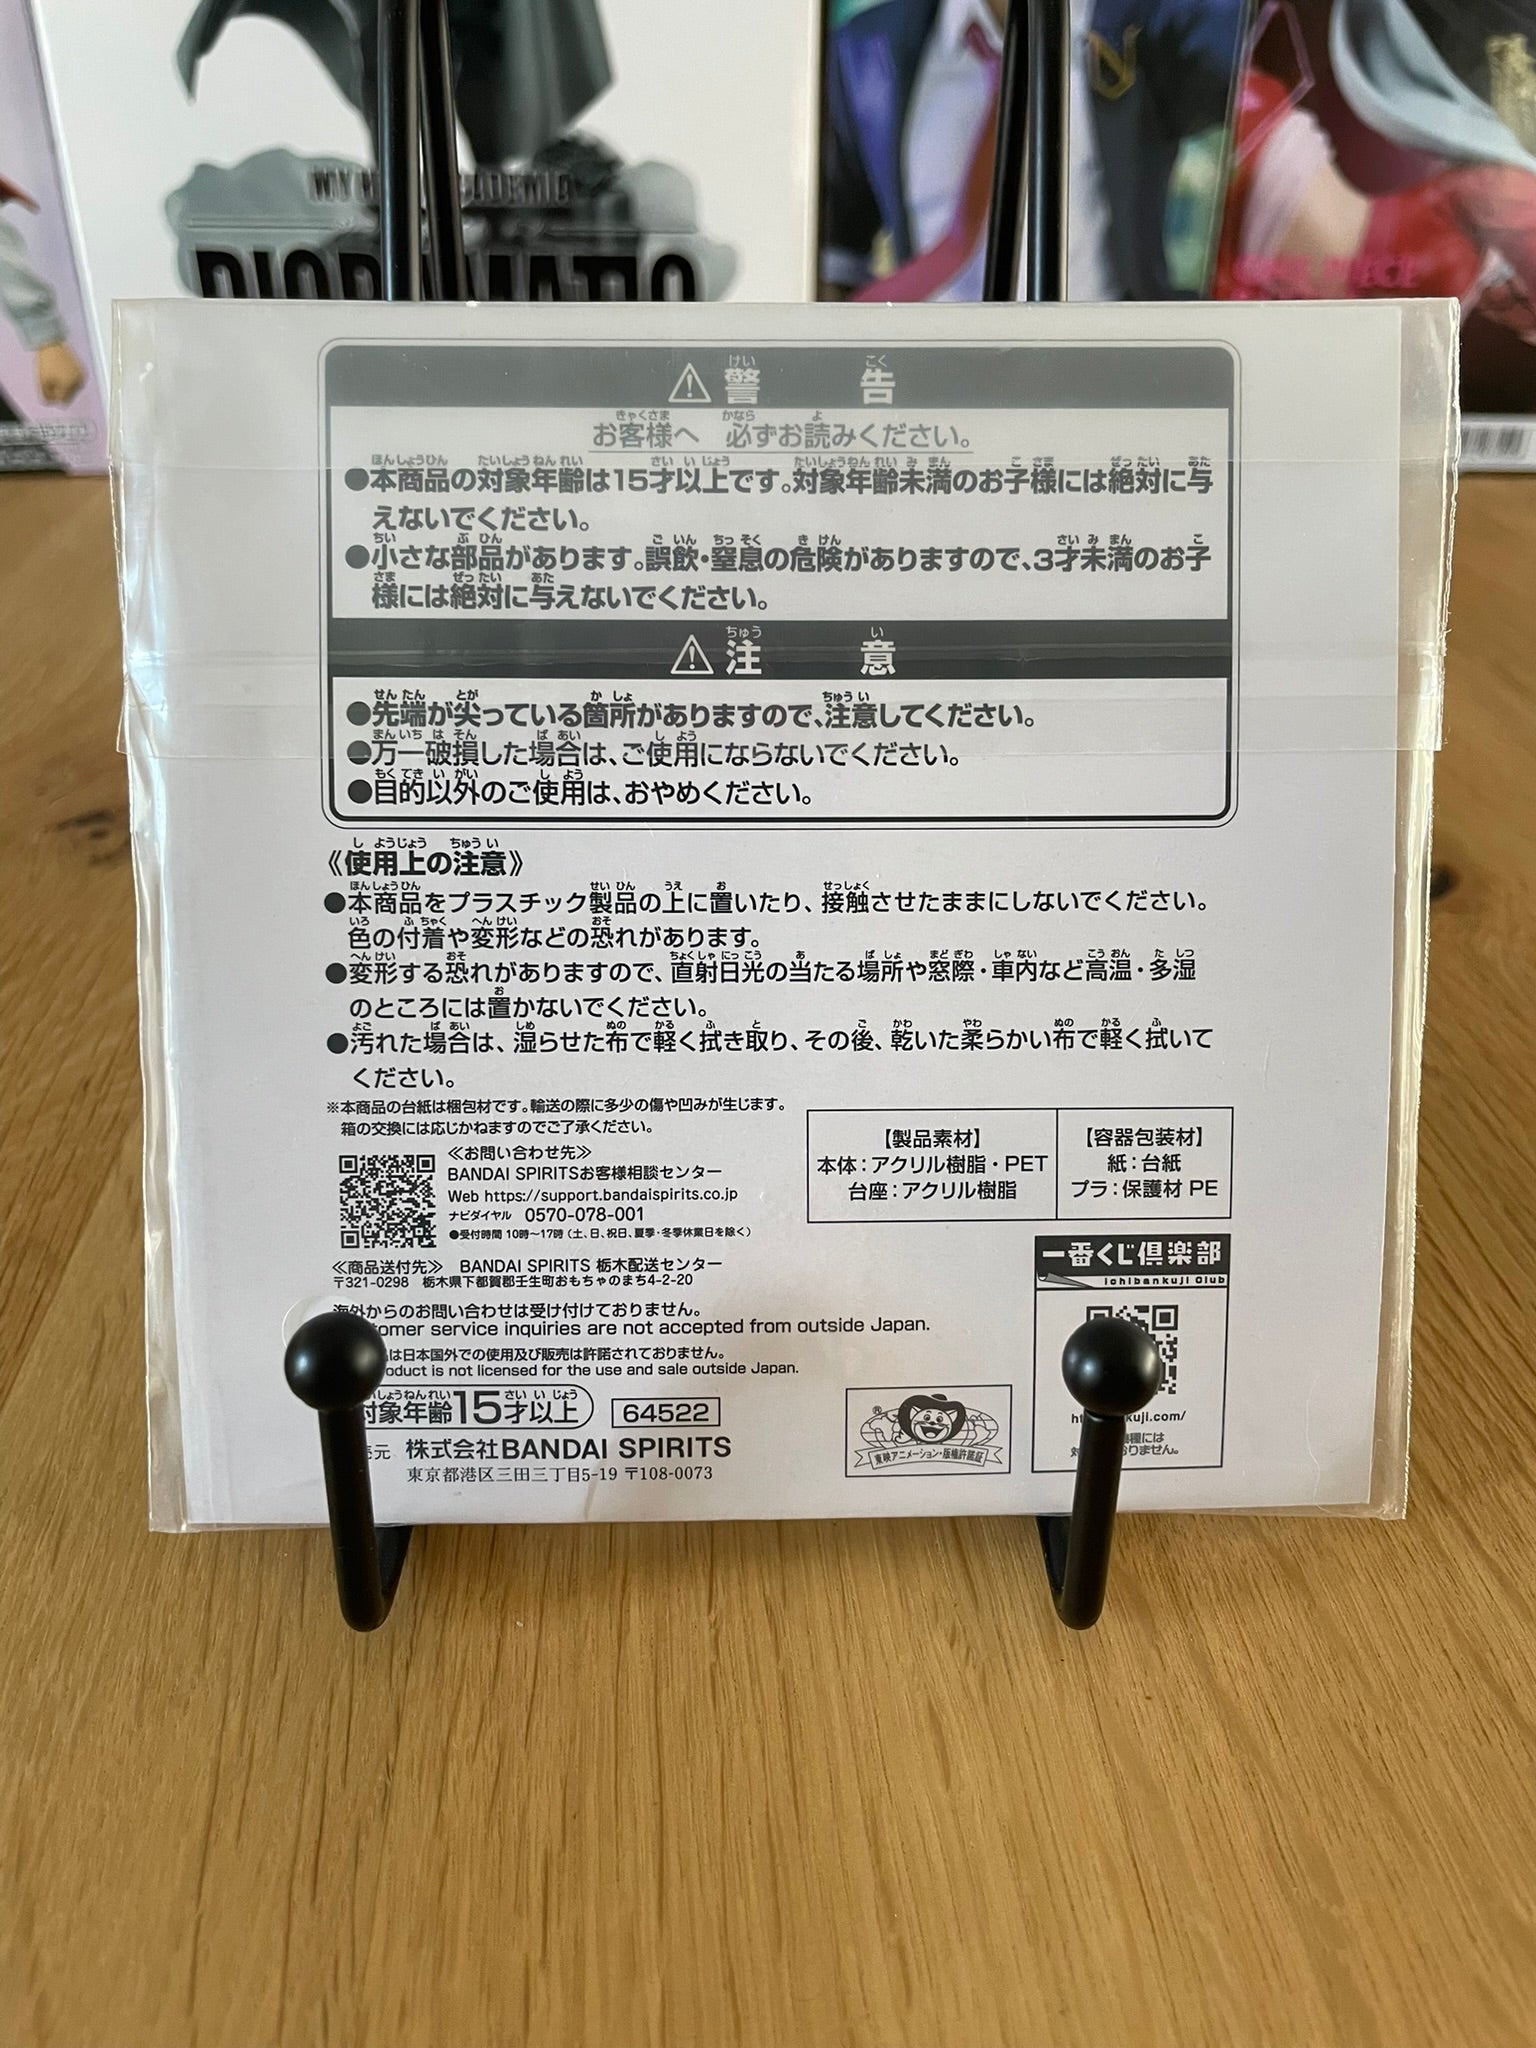 MY H
DEMIA
⚠警告
お客様へ 必ずお読みください。
●本商品の対象年齢は15才以上です。対象年齢未満のお子様には絶対に与
えないでください。
●小さな部品があります。誤飲・窒息の危険がありますので、3才未満のお子
様には絶対に与えないでください。
⚠注意
●先端が尖っている箇所がありますので、注意してください。
●万一破損した場合は、ご使用にならないでください。
●目的以外のご使用は、おやめください。
《使用上の注意》
●本商品をプラスチック製品の上に置いたり、接触させたままにしないでください。
色の付着や変形などの恐れがあります。
●変形する恐れがありますので、直射日光の当たる場所や窓際・車内など高温・多湿
のところには置かないでください。
●汚れた場合は、湿らせた布で軽く拭き取り、その後、乾いた柔らかい布で軽く拭いて
ください。
※本商品の台紙は梱包材です。輸送の際に多少の傷や凹みが生じます。
箱の交換には応じかねますのでご了承ください。
≪お問い合わせ先≫
BANDAI SPIRITSお客様相談センター
Web https://support.bandaispirits.co.jp
ナビダイヤル 0570-078-001
●受付時間 10時〜17時 (土、日、祝日、夏季・冬季休業日を除く)
≪商品送付先≫ BANDAI SPIRITS 栃木配送センター
〒321-0298 栃木県下都賀郡壬生町おもちゃのまち4-2-20
海外からのお問い合わせは受け付けておりません。
tomer service inquiries are not accepted from outside Japan.
は日本国外での使用及び販売は許諾されておりません。
oduct is not licensed for the use and sale outside Japan.
対象年齢15才以上
64522
売元 株式会社BANDAI SPIRITS
東京都港区三田三丁目5-19 〒108-0073
【製品素材】
本体：アクリル樹脂・PET
台座：アクリル樹脂
【容器包装材】
紙：台紙
プラ：保護材 PE
一番くじ倶楽部
Ichibankuji Club
kuji.com/
®
東映アニメーション・版権許諾証